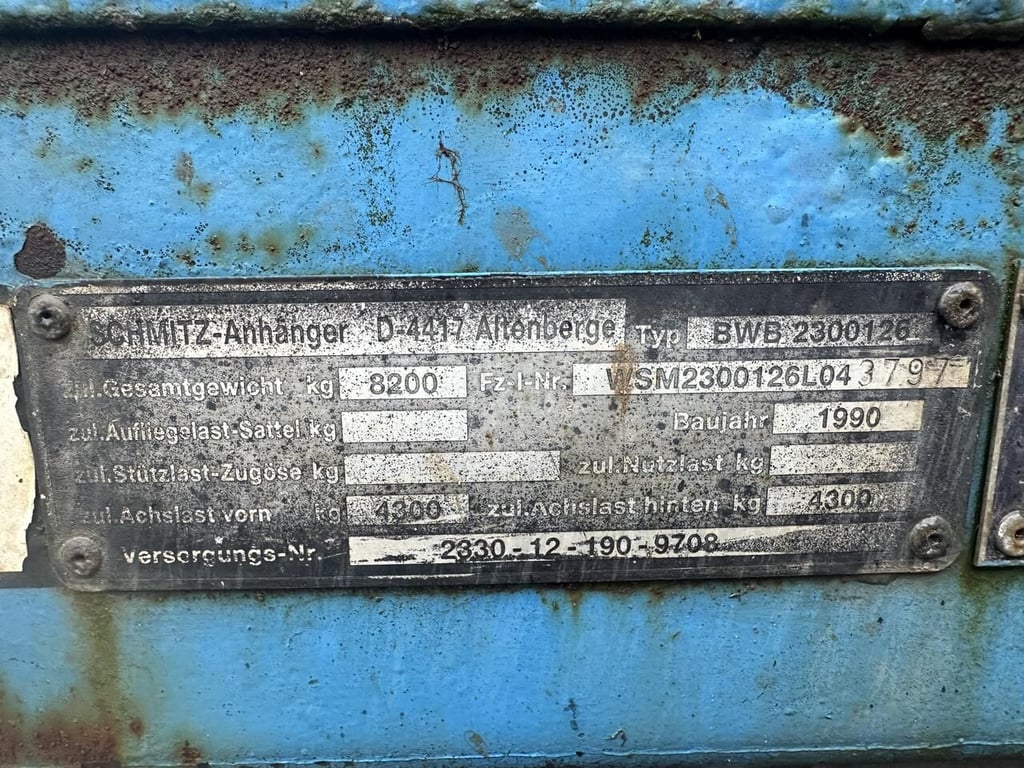 SCHMITZ-Anhänger D-4417 Altenberge Typ BWB 2300126
zul.Gesamtgewicht kg 8200 Fz-I-Nr. WSM2300126L043797
zul.Aufliegelast-Sattel kg Baujahr 1990
zul.Stützlast-Zugöse kg zul.Nutzlast kg
zul.Achslast vorn kg 4300 zul.Achslast hinten kg 4300
Versorgungs-Nr. 2330-12-190-9708